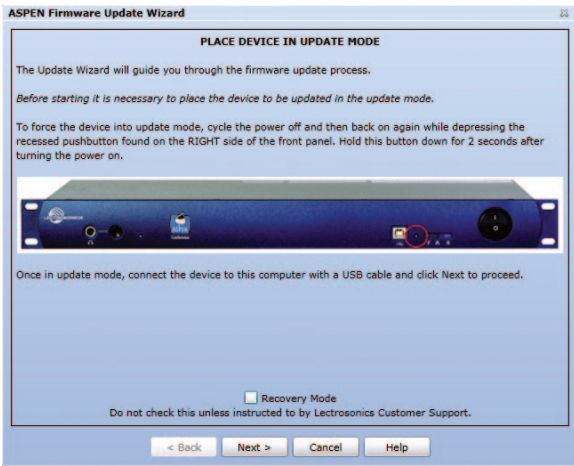 ASPEN Firmware Update Wizard
PLACE DEVICE IN UPDATE MODE
The Update Wizard will guide you through the firmware update process.
Before starting it is necessary to place the device to be updated in the update mode.
To force the device into update mode, cycle the power off and then back on again while depressing the
recessed pushbutton found on the RIGHT side of the front panel. Hold this button down for 2 seconds after
turning the power on.
Once in update mode, connect the device to this computer with a USB cable and click Next to proceed.
Recovery Mode
Do not check this unless instructed to by Lectrosonics Customer Support.
< Back Next > Cancel Help